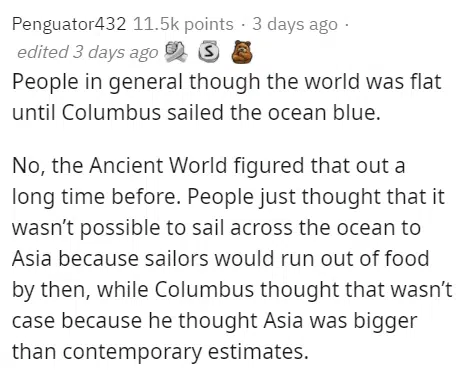 Penguator432 11.5k points · 3 days ago ·
edited 3 days ago
People in general though the world was flat
until Columbus sailed the ocean blue.
No, the Ancient World figured that out a
long time before. People just thought that it
wasn’t possible to sail across the ocean to
Asia because sailors would run out of food
by then, while Columbus thought that wasn’t
case because he thought Asia was bigger
than contemporary estimates.